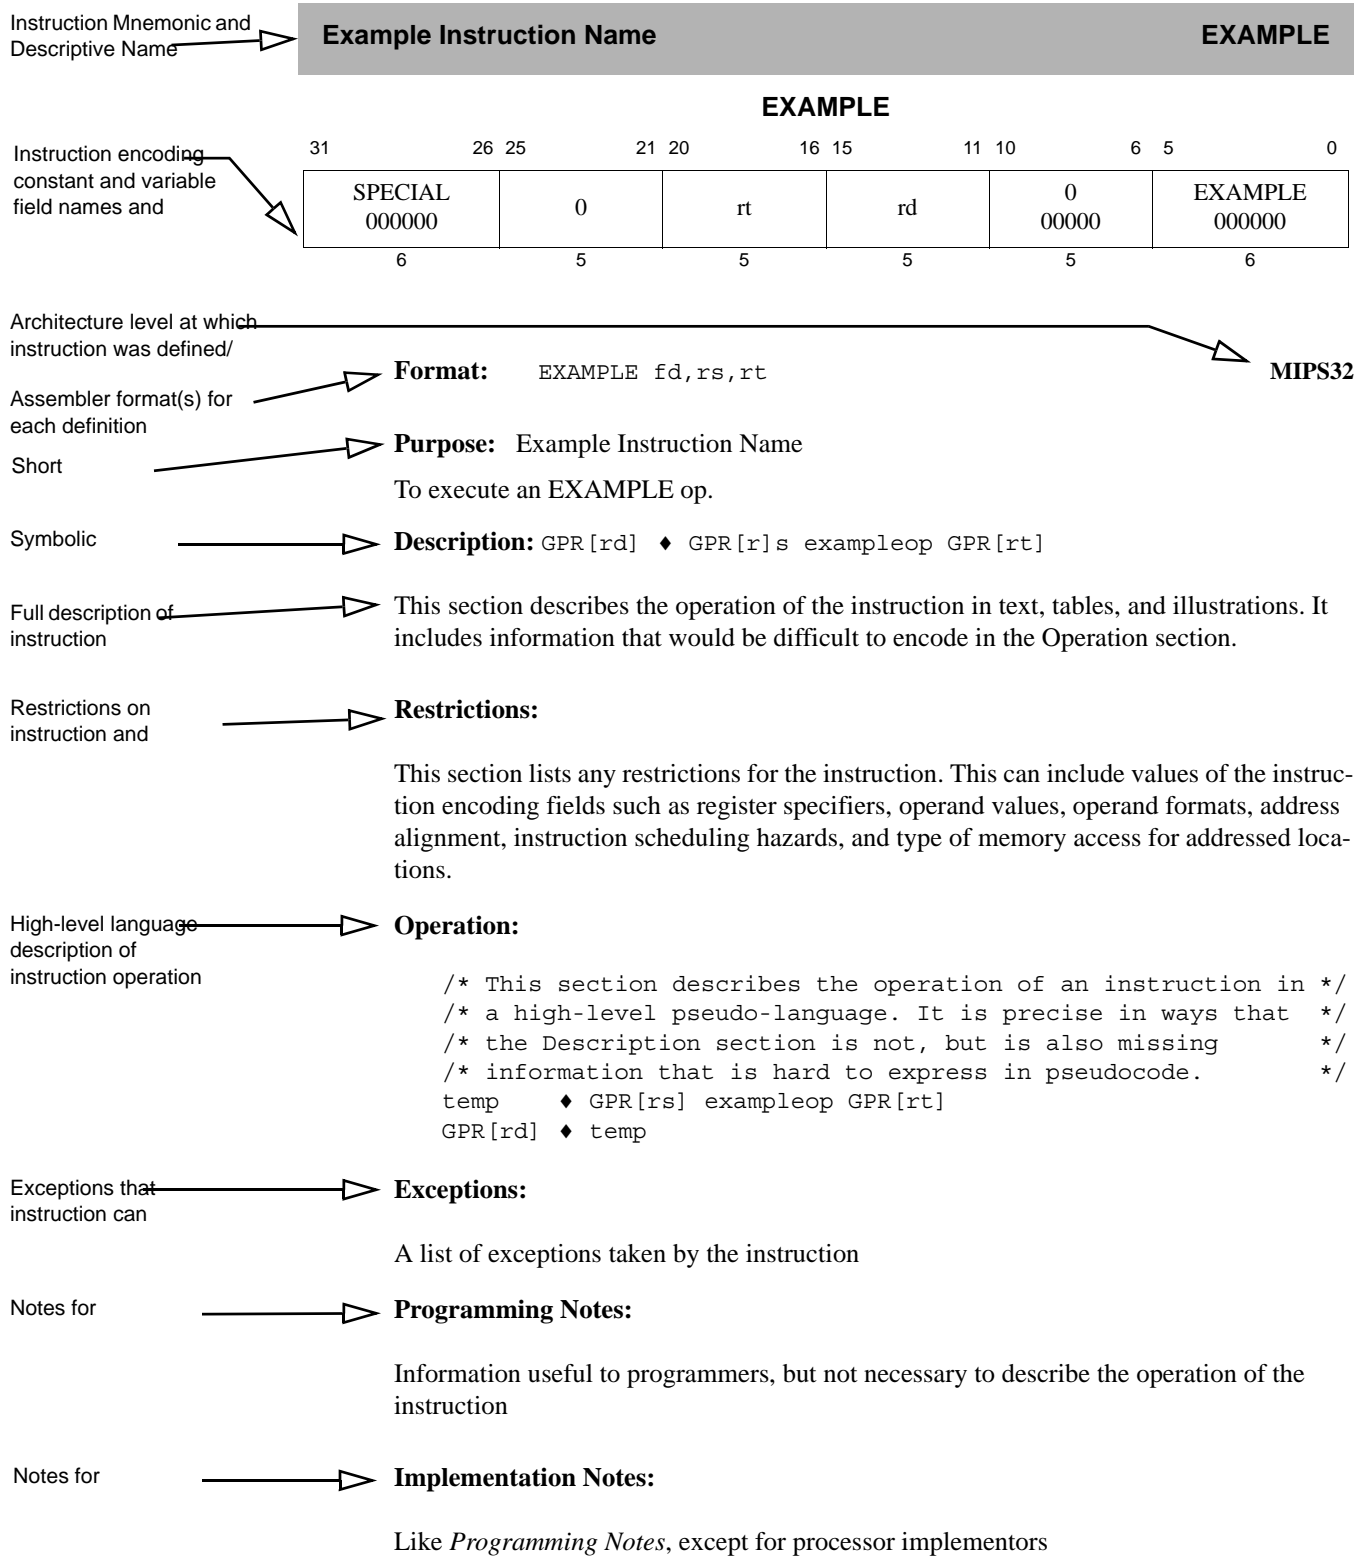 Instruction Mnemonic and
Descriptive Name
Example Instruction Name EXAMPLE
EXAMPLE
31 26 25 21 20 16 15 11 10 6 5 0
Instruction encoding
constant and variable
field names and
SPECIAL
000000
0
rt
rd
0
00000
EXAMPLE
000000
6 5 5 5 5 6
Architecture level at which
instruction was defined/
Format: EXAMPLE fd,rs,rt MIPS32
Assembler format(s) for
each definition
Purpose: Example Instruction Name
Short
To execute an EXAMPLE op.
Symbolic
Description: GPR[rd] ♦ GPR[r]s exampleop GPR[rt]
Full description of
instruction
This section describes the operation of the instruction in text, tables, and illustrations. It
includes information that would be difficult to encode in the Operation section.
Restrictions on
instruction and
Restrictions:
This section lists any restrictions for the instruction. This can include values of the instruc-
tion encoding fields such as register specifiers, operand values, operand formats, address
alignment, instruction scheduling hazards, and type of memory access for addressed loca-
tions.
High-level language
description of
instruction operation
Operation:
/* This section describes the operation of an instruction in */
/* a high-level pseudo-language. It is precise in ways that */
/* the Description section is not, but is also missing */
/* information that is hard to express in pseudocode. */
temp ♦ GPR[rs] exampleop GPR[rt]
GPR[rd] ♦ temp
Exceptions that
instruction can
Exceptions:
A list of exceptions taken by the instruction
Notes for
Programming Notes:
Information useful to programmers, but not necessary to describe the operation of the
instruction
Notes for
Implementation Notes:
Like Programming Notes, except for processor implementors